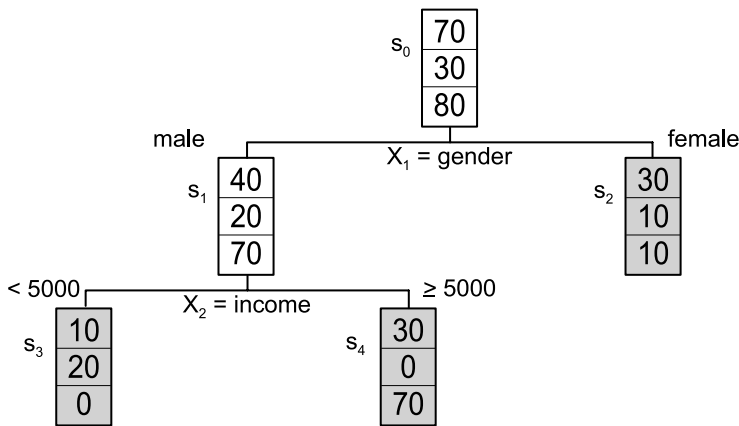 s₀
70
30
80
male
X₁ = gender
female
s₁
40
20
70
s₂
30
10
10
< 5000
X₂ = income
≥ 5000
s₃
10
20
0
s₄
30
0
70